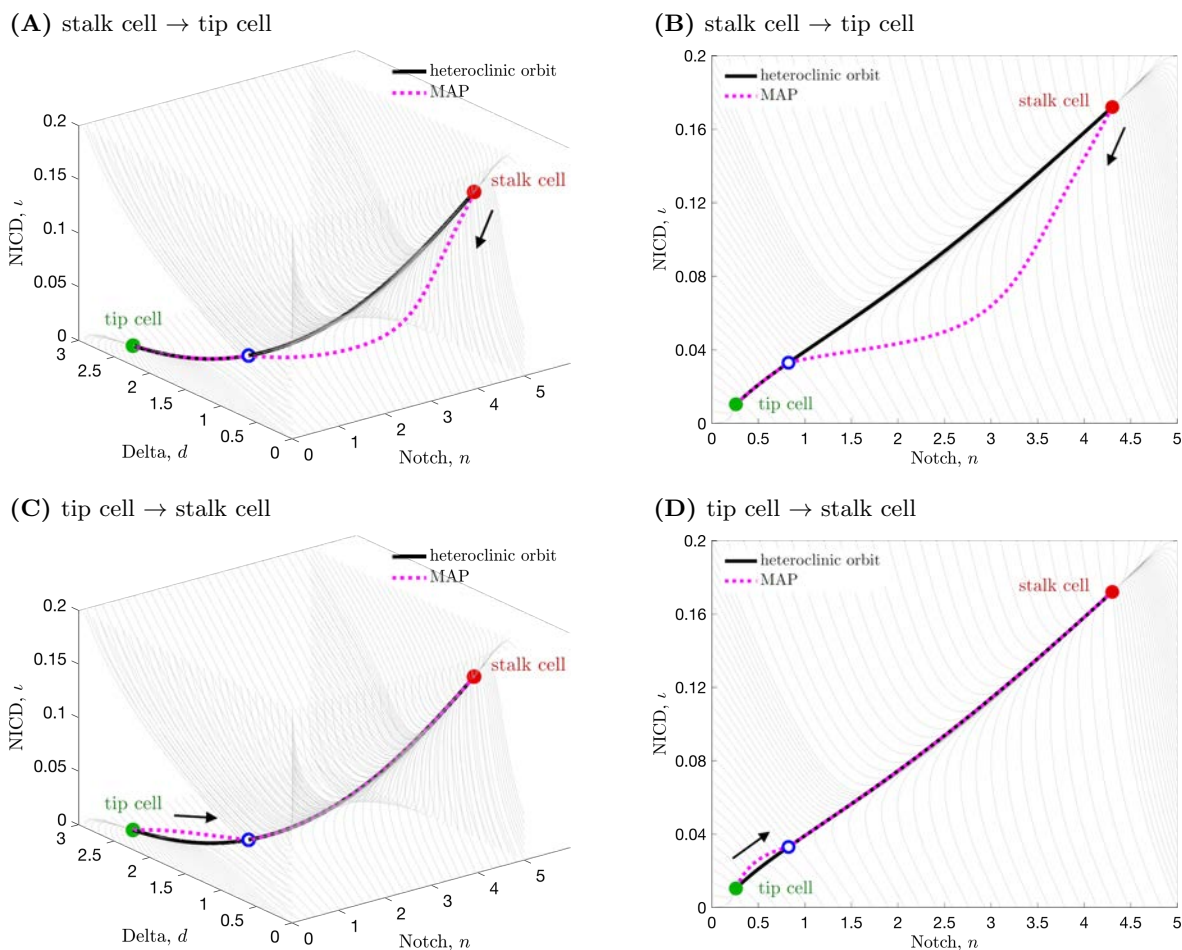 (A) stalk cell → tip cell
heteroclinic orbit
MAP
stalk cell
tip cell
NICD, ι
0.2
0.15
0.1
0.05
0
3
2.5
2
1.5
1
0.5
0
Delta, d
0
1
2
3
4
5
Notch, n
(B) stalk cell → tip cell
heteroclinic orbit
MAP
stalk cell
tip cell
NICD, ι
0.2
0.16
0.12
0.08
0.04
0
0 0.5 1 1.5 2 2.5 3 3.5 4 4.5 5
Notch, n
(C) tip cell → stalk cell
heteroclinic orbit
MAP
stalk cell
tip cell
NICD, ι
0.2
0.15
0.1
0.05
0
3
2.5
2
1.5
1
0.5
0
Delta, d
0
1
2
3
4
5
Notch, n
(D) tip cell → stalk cell
heteroclinic orbit
MAP
stalk cell
tip cell
NICD, ι
0.2
0.16
0.12
0.08
0.04
0
0 0.5 1 1.5 2 2.5 3 3.5 4 4.5 5
Notch, n